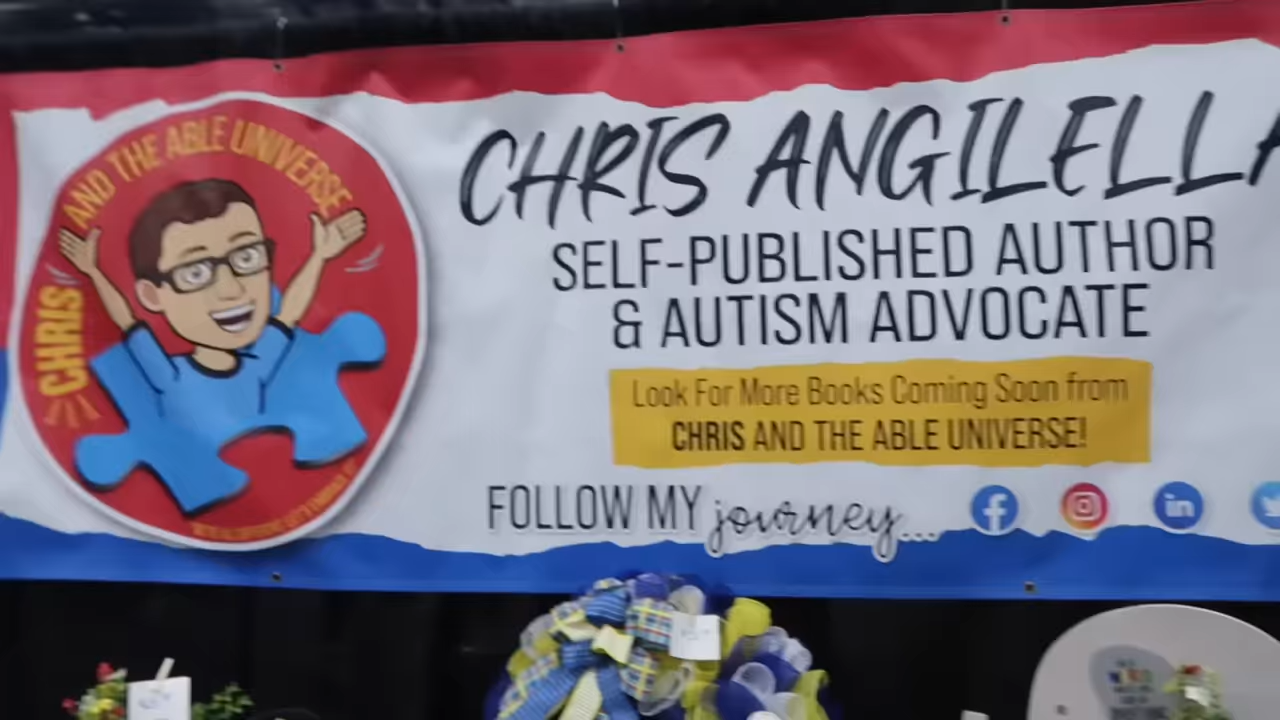 CHRIS AND THE ABLE UNIVERSE
CHRIS ANGILELLA
SELF-PUBLISHED AUTHOR
& AUTISM ADVOCATE
Look For More Books Coming Soon from
CHRIS AND THE ABLE UNIVERSE!
FOLLOW MY journey...